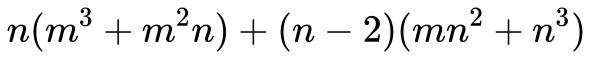 n(m³ + m²n) + (n − 2)(mn² + n³)